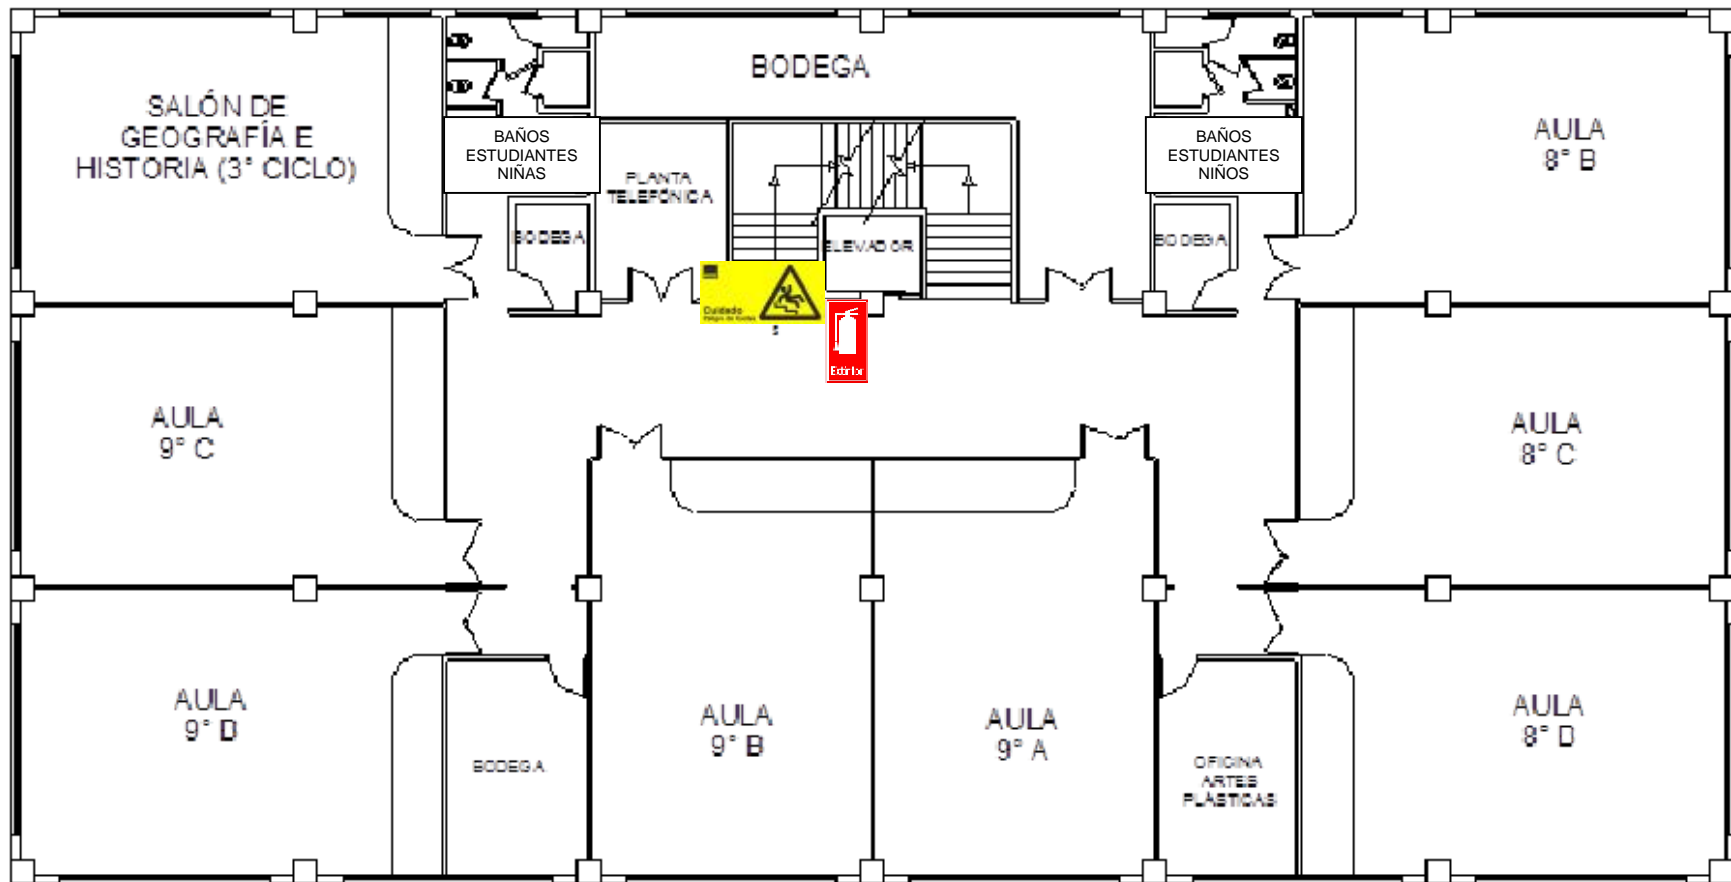 BODEGA
SALÓN DE
GEOGRAFÍA E
HISTORIA (3° CICLO)
BAÑOS
ESTUDIANTES
NIÑAS
BAÑOS
ESTUDIANTES
NIÑOS
AULA
8° B
PLANTA
TELEFÓNICA
BODEGA
ELEVADOR
BODEGA
Cuidado
S
Extintor
AULA
9° C
AULA
8° C
AULA
9° D
AULA
9° B
AULA
9° A
AULA
8° D
BODEGA
OFICINA
ARTES
PLÁSTICAS